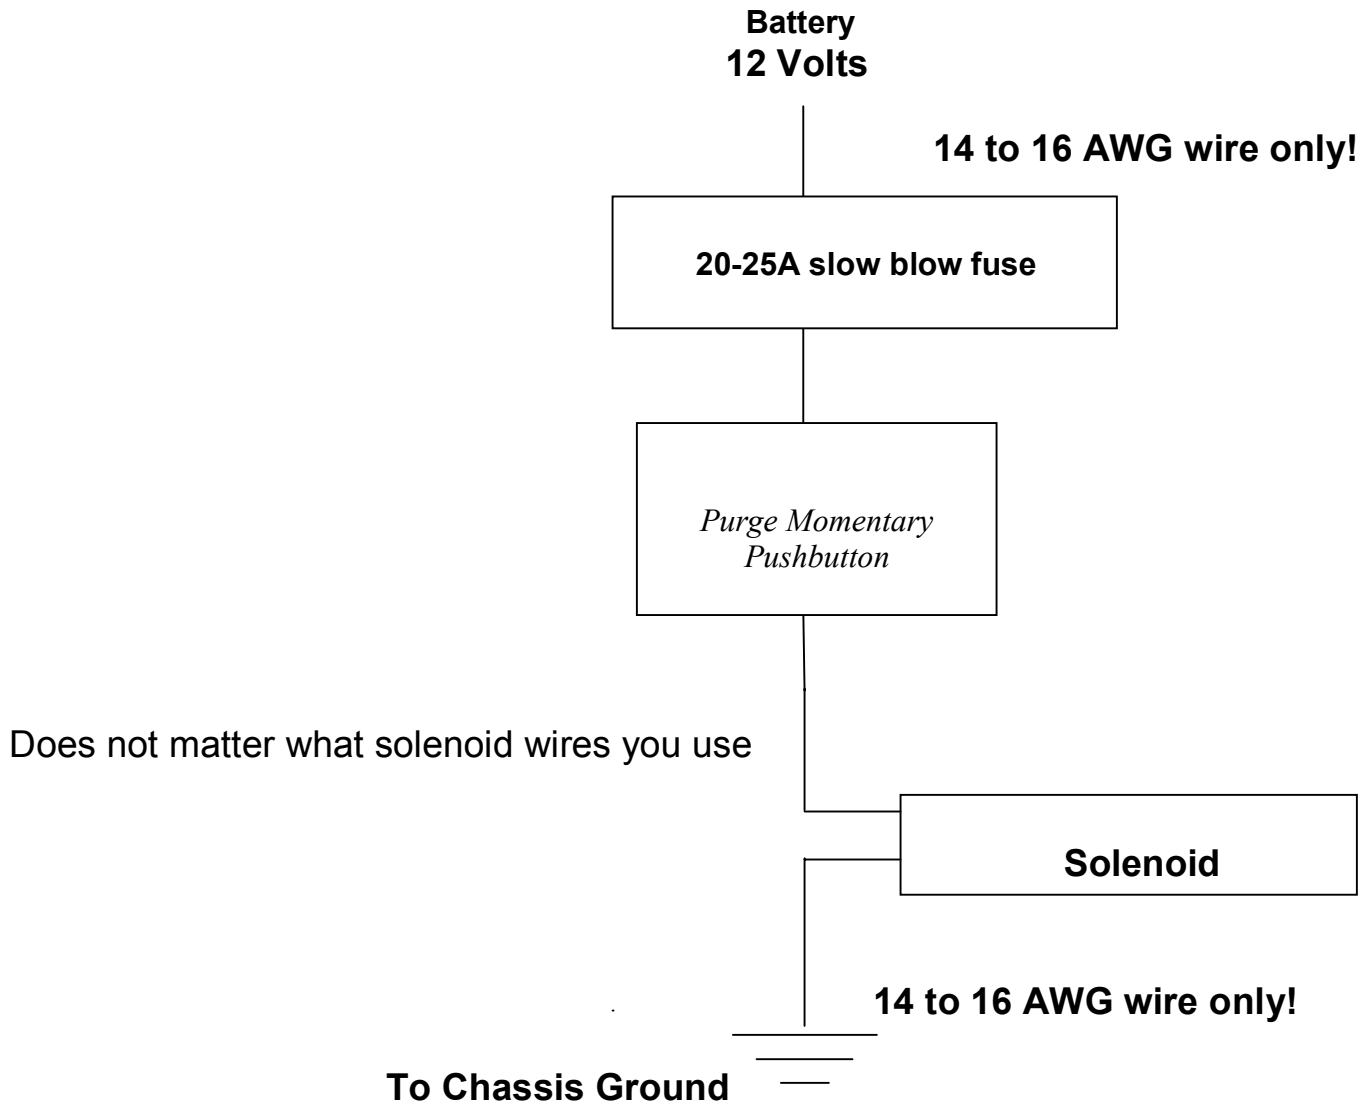 Battery
12 Volts
14 to 16 AWG wire only!
20-25A slow blow fuse
Purge Momentary
Pushbutton
Does not matter what solenoid wires you use
Solenoid
14 to 16 AWG wire only!
To Chassis Ground